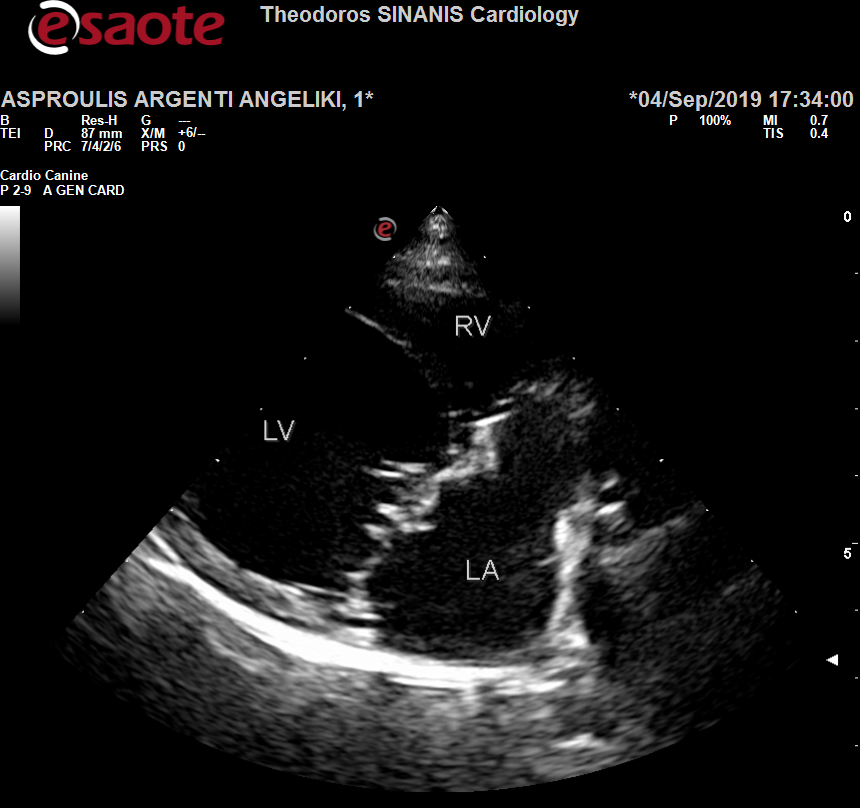 esaote
Theodoros SINANIS Cardiology
ASPROULIS ARGENTI ANGELIKI, 1* *04/Sep/2019 17:34:00
B Res-H G --- P 100% MI 0.7
TEI D 87 mm X/M +6/-- TIS 0.4
PRC 7/4/2/6 PRS 0
Cardio Canine
P 2-9 A GEN CARD
0
e
RV
LV
5
LA